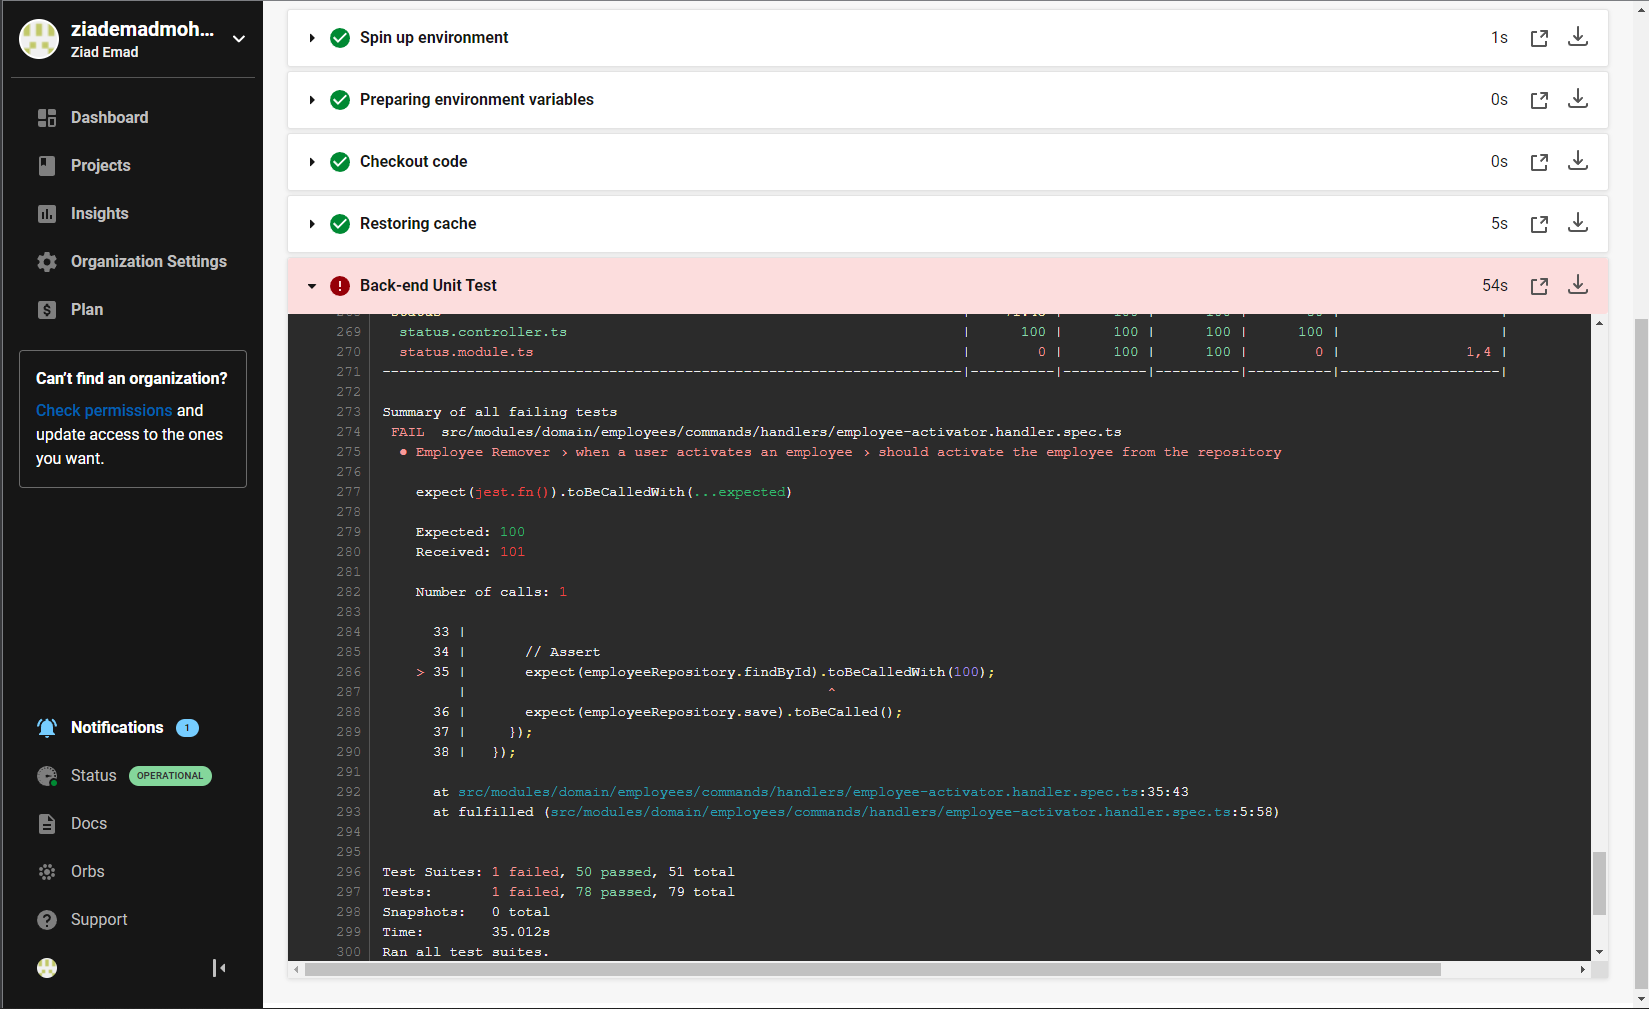 ziademadmoh...
Ziad Emad
Dashboard
Projects
Insights
Organization Settings
Plan
Can't find an organization?
Check permissions and
update access to the ones
you want.
Notifications 1
Status OPERATIONAL
Docs
Orbs
Support
Spin up environment 1s
Preparing environment variables 0s
Checkout code 0s
Restoring cache 5s
Back-end Unit Test 54s
269 status.controller.ts | 100 | 100 | 100 | 100 | |
270 status.module.ts | 0 | 100 | 100 | 0 | 1,4 |
271 ---------------------------------------------------------------------|----------|----------|----------|----------|-------------------|
272
273 Summary of all failing tests
274 FAIL src/modules/domain/employees/commands/handlers/employee-activator.handler.spec.ts
275 ● Employee Remover › when a user activates an employee › should activate the employee from the repository
276
277 expect(jest.fn()).toBeCalledWith(...expected)
278
279 Expected: 100
280 Received: 101
281
282 Number of calls: 1
283
284 33 |
285 34 | // Assert
286 > 35 | expect(employeeRepository.findById).toBeCalledWith(100);
287 | ^
288 36 | expect(employeeRepository.save).toBeCalled();
289 37 | });
290 38 | });
291
292 at src/modules/domain/employees/commands/handlers/employee-activator.handler.spec.ts:35:43
293 at fulfilled (src/modules/domain/employees/commands/handlers/employee-activator.handler.spec.ts:5:58)
294
295
296 Test Suites: 1 failed, 50 passed, 51 total
297 Tests: 1 failed, 78 passed, 79 total
298 Snapshots: 0 total
299 Time: 35.012s
300 Ran all test suites.